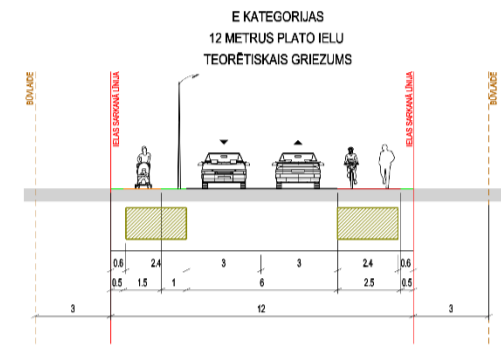 E KATEGORIJAS
12 METRUS PLATO IELU
TEORĒTISKAIS GRIEZUMS
BŪVLAIDE
IELAS SARKANĀ LĪNIJA
IELAS SARKANĀ LĪNIJA
BŪVLAIDE
0.6 2.4 3 3 2.4 0.6
0.5 1.5 1 6 2.5 0.5
3 12 3